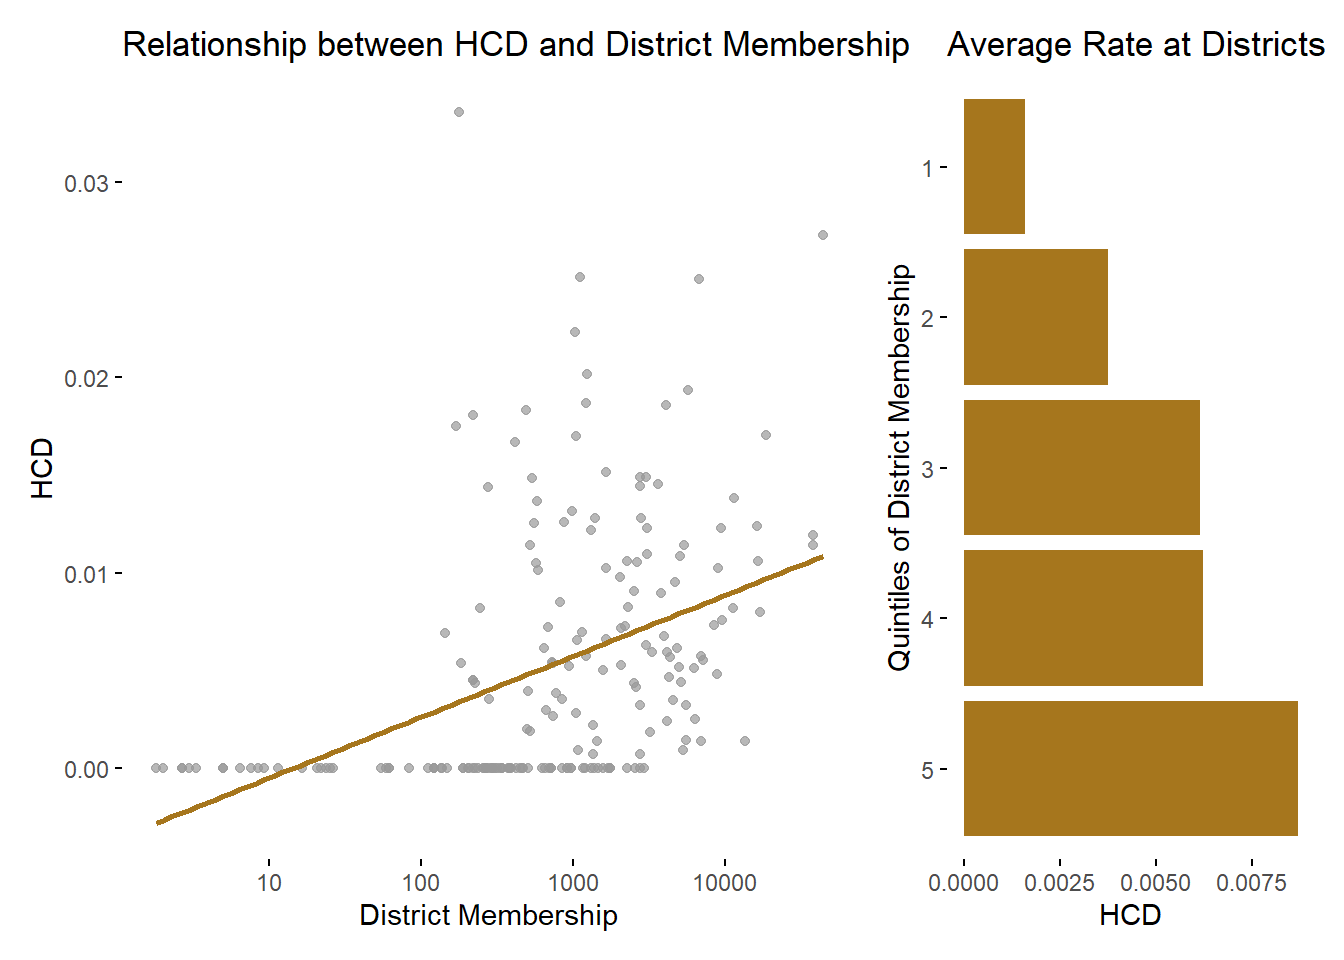 Relationship between HCD and District Membership
HCD
0.03
0.02
0.01
0.00
10 100 1000 10000
District Membership
Average Rate at Districts
Quintiles of District Membership
1
2
3
4
5
0.0000 0.0025 0.0050 0.0075
HCD